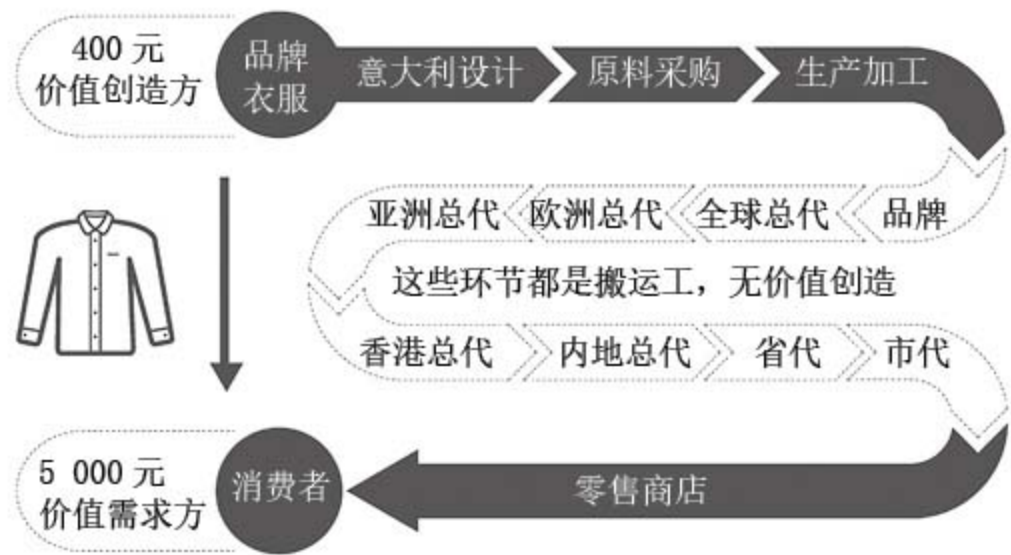 400 元
价值创造方
品牌
衣服
意大利设计
原料采购
生产加工
品牌
全球总代
欧洲总代
亚洲总代
这些环节都是搬运工，无价值创造
香港总代
内地总代
省代
市代
零售商店
消费者
5 000 元
价值需求方